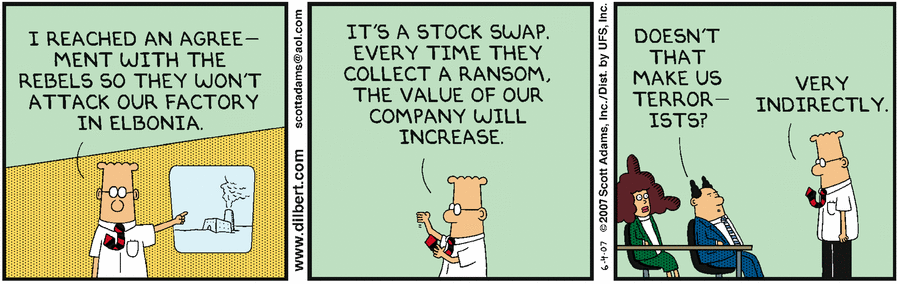 I REACHED AN AGREE–
MENT WITH THE
REBELS SO THEY WON'T
ATTACK OUR FACTORY
IN ELBONIA.
www.dilbert.com scottadams@aol.com
IT'S A STOCK SWAP.
EVERY TIME THEY
COLLECT A RANSOM,
THE VALUE OF OUR
COMPANY WILL
INCREASE.
6-4-07 ©2007 Scott Adams, Inc./Dist. by UFS, Inc.
DOESN'T
THAT
MAKE US
TERROR–
ISTS?
VERY
INDIRECTLY.